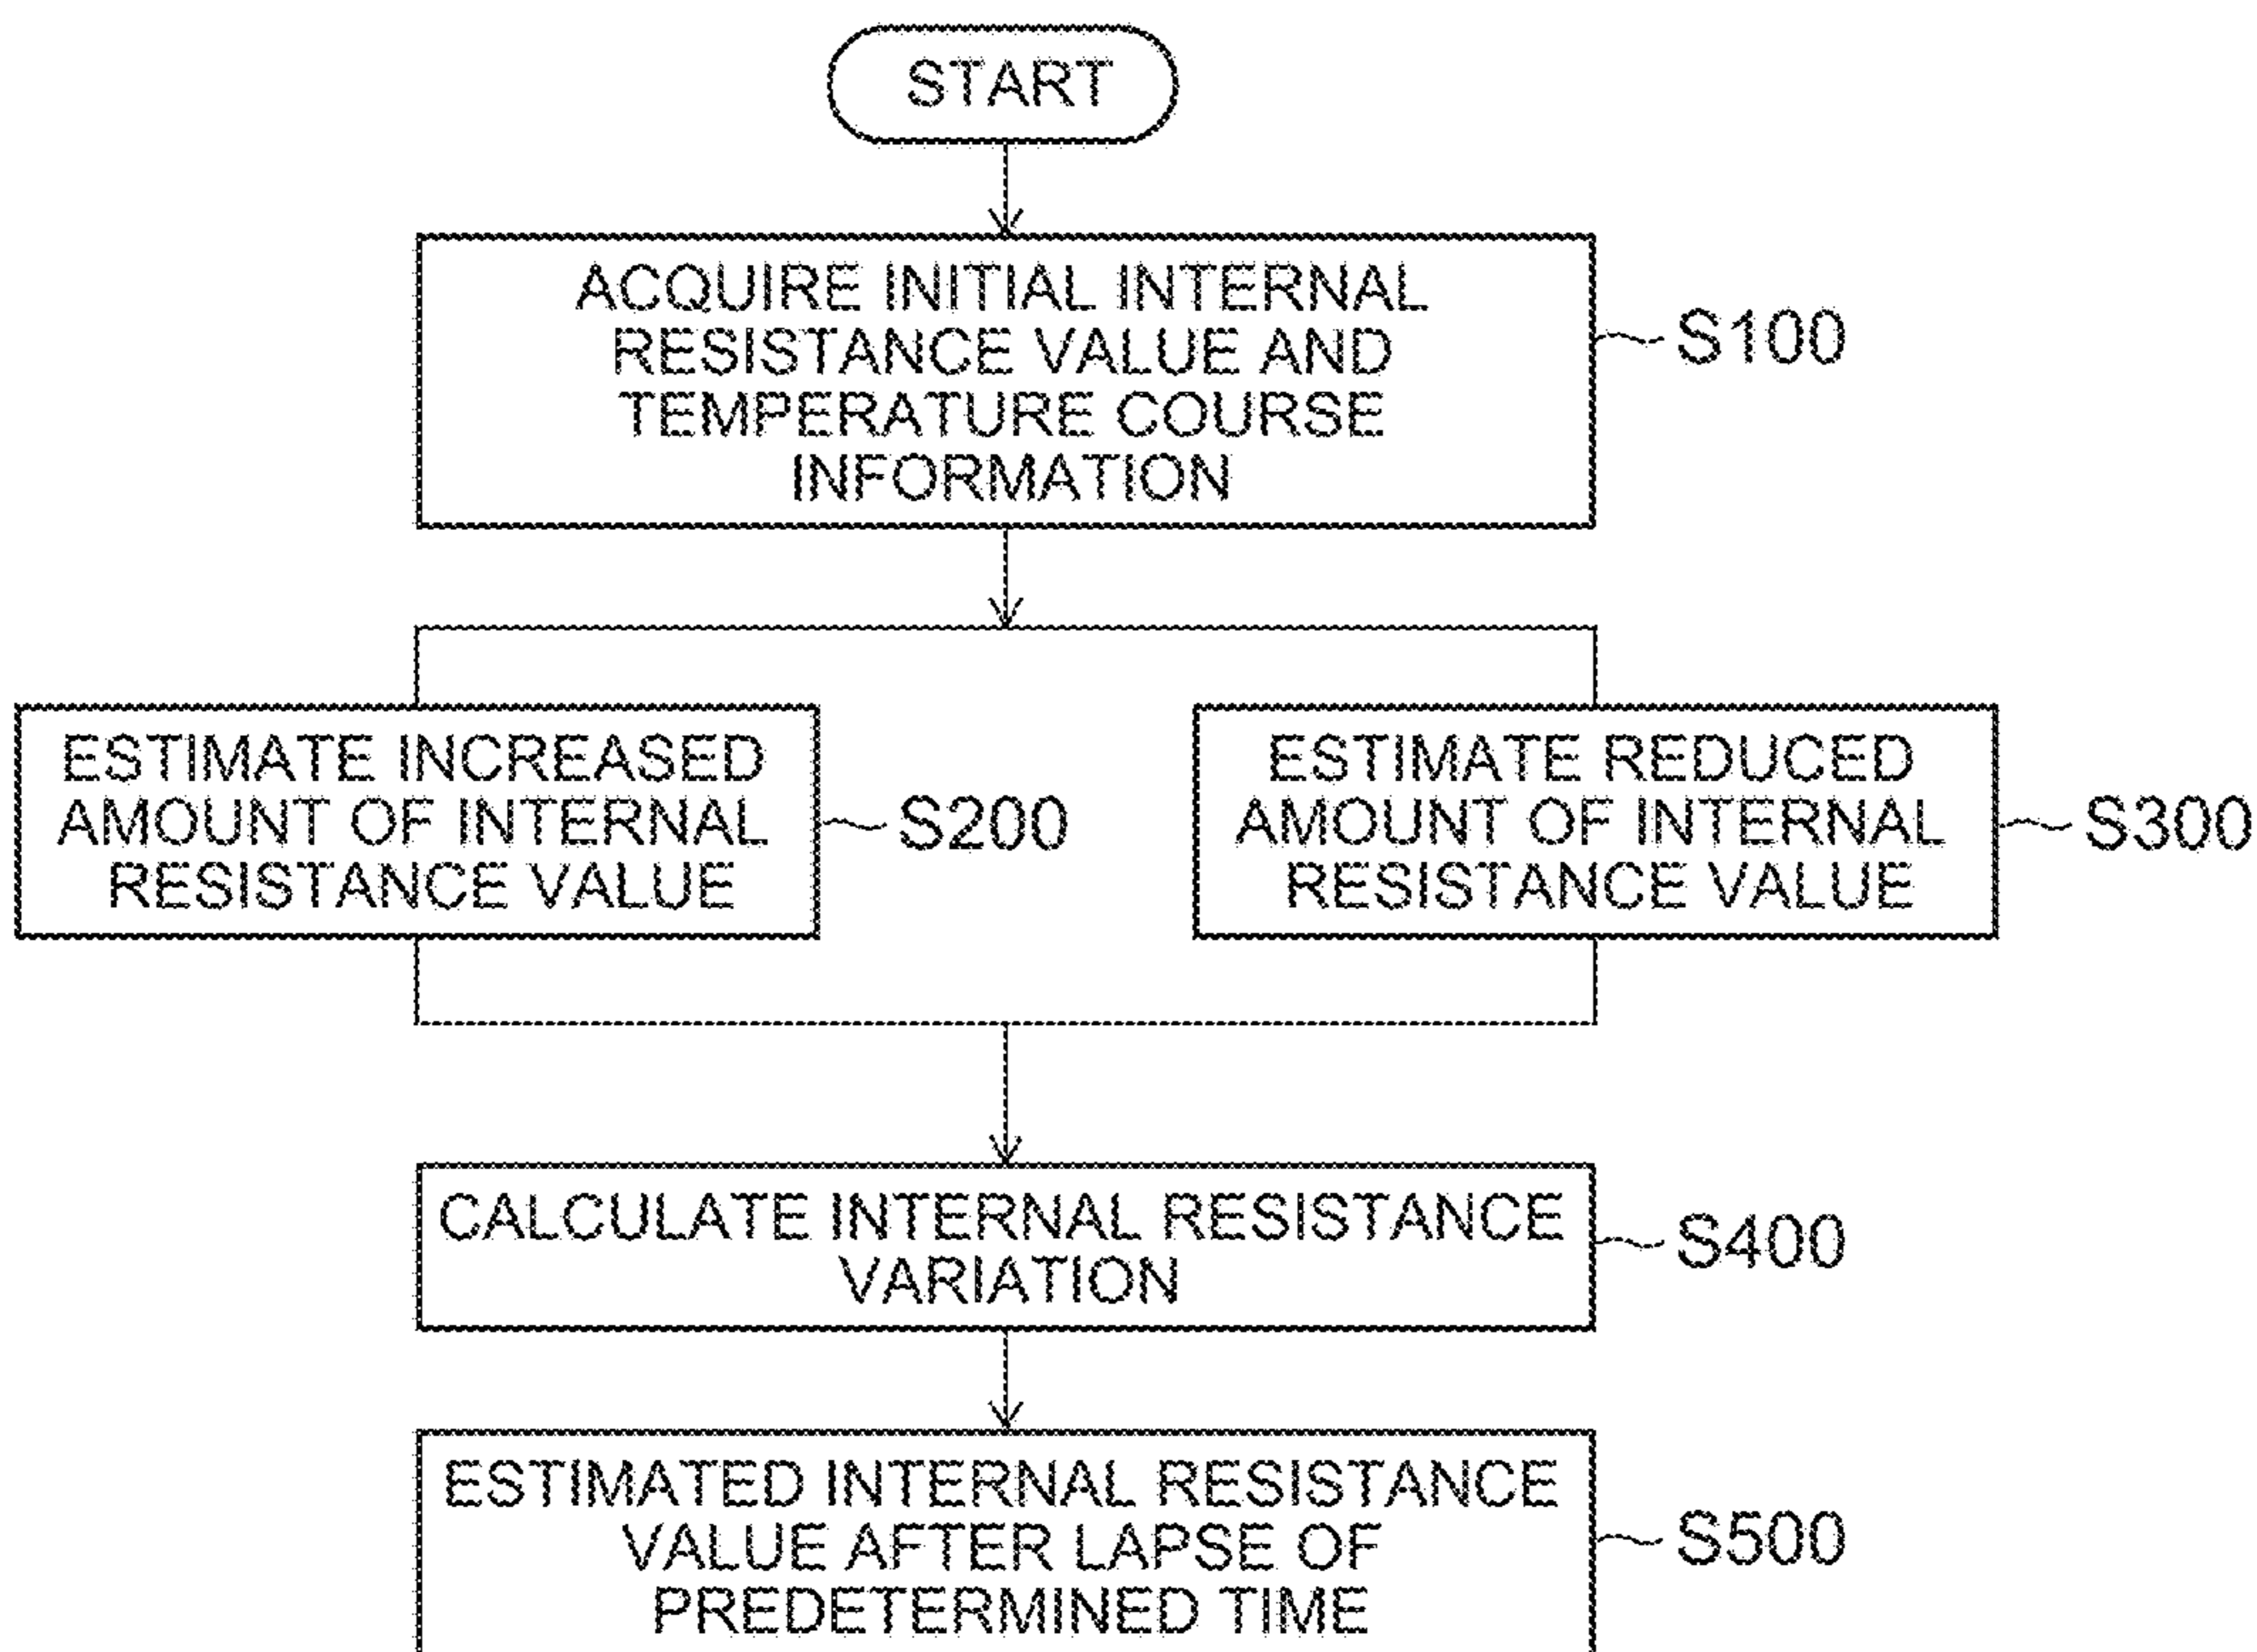 START
ACQUIRE INITIAL INTERNAL
RESISTANCE VALUE AND
TEMPERATURE COURSE
INFORMATION
S100
ESTIMATE INCREASED
AMOUNT OF INTERNAL
RESISTANCE VALUE
S200
ESTIMATE REDUCED
AMOUNT OF INTERNAL
RESISTANCE VALUE
S300
CALCULATE INTERNAL RESISTANCE
VARIATION
S400
ESTIMATED INTERNAL RESISTANCE
VALUE AFTER LAPSE OF
PREDETERMINED TIME
S500